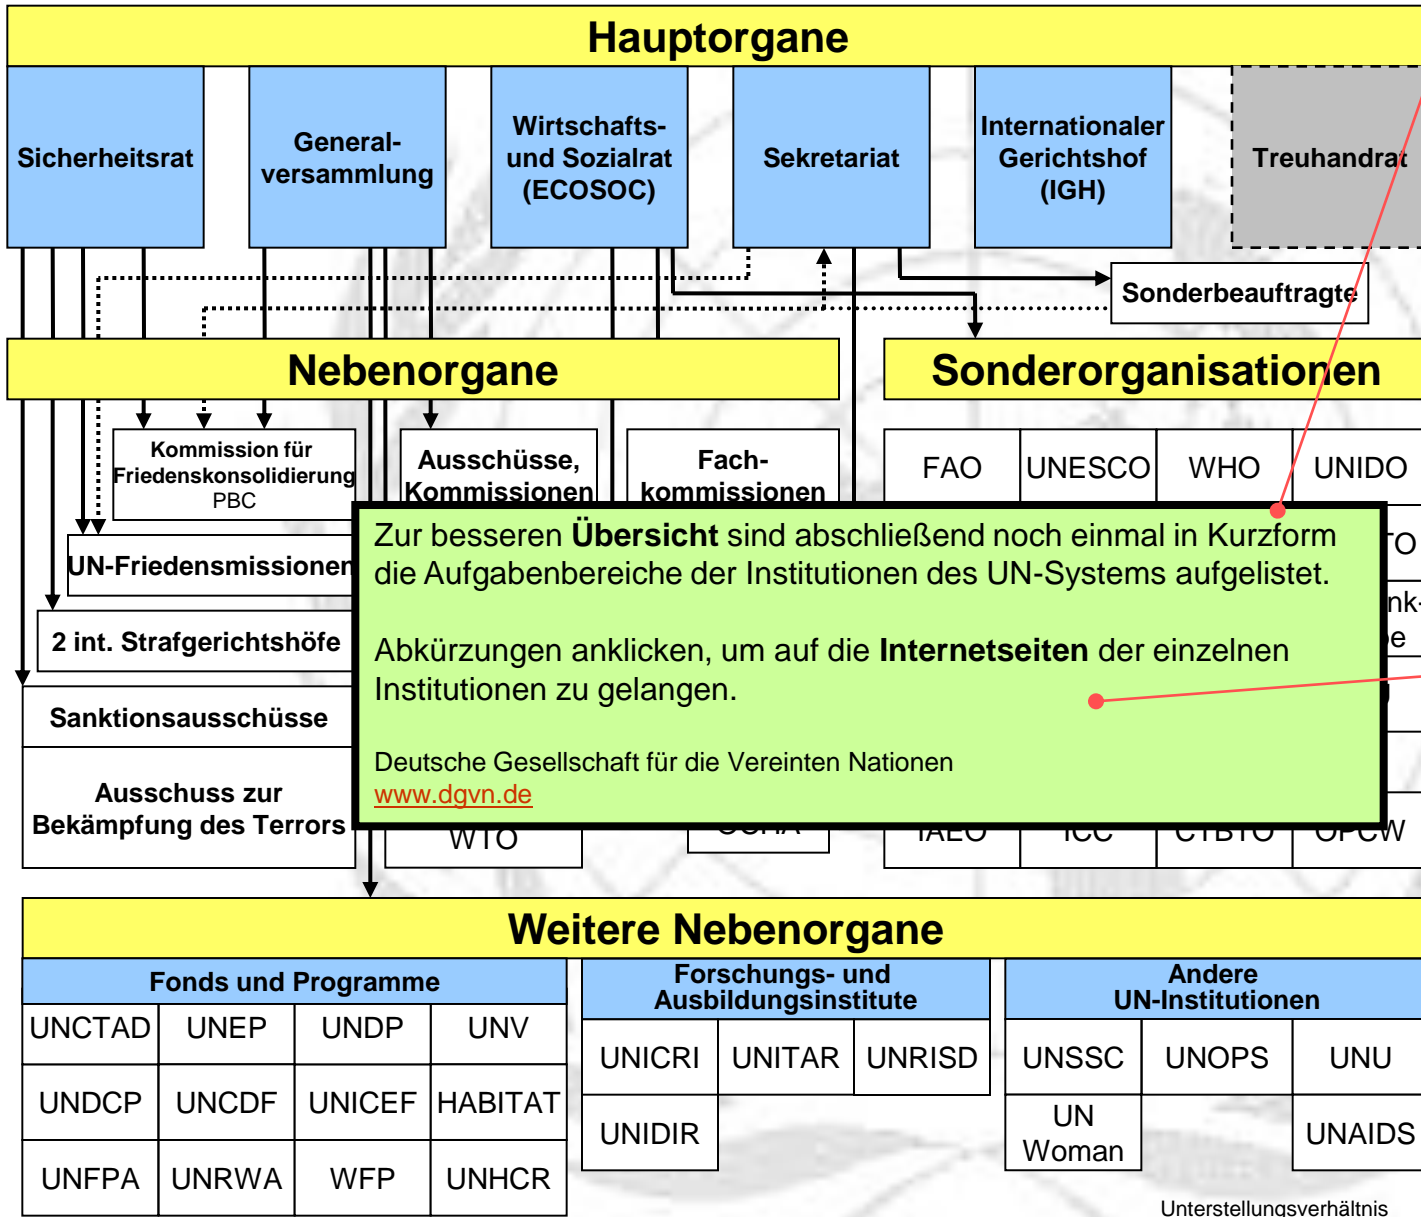 Hauptorgane
Sicherheitsrat
General-
versammlung
Wirtschafts-
und Sozialrat
(ECOSOC)
Sekretariat
Internationaler
Gerichtshof
(IGH)
Treuhandrat
Sonderbeauftragte
Nebenorgane
Sonderorganisationen
Kommission für
Friedenskonsolidierung
PBC
Ausschüsse,
Kommissionen
Fach-
kommissionen
FAO UNESCO WHO UNIDO
UN-Friedensmissionen
2 int. Strafgerichtshöfe
Sanktionsausschüsse
Ausschuss zur
Bekämpfung des Terrors
Zur besseren Übersicht sind abschließend noch einmal in Kurzform
die Aufgabenbereiche der Institutionen des UN-Systems aufgelistet.
Abkürzungen anklicken, um auf die Internetseiten der einzelnen
Institutionen zu gelangen.
Deutsche Gesellschaft für die Vereinten Nationen
www.dgvn.de
WTO
OCHA
IAEO ICC CTBTO OPCW
Weitere Nebenorgane
Fonds und Programme
UNCTAD UNEP UNDP UNV
UNDCP UNCDF UNICEF HABITAT
UNFPA UNRWA WFP UNHCR
Forschungs- und
Ausbildungsinstitute
UNICRI UNITAR UNRISD
UNIDIR
Andere
UN-Institutionen
UNSSC UNOPS UNU
UN
Woman
UNAIDS
Unterstellungsverhältnis